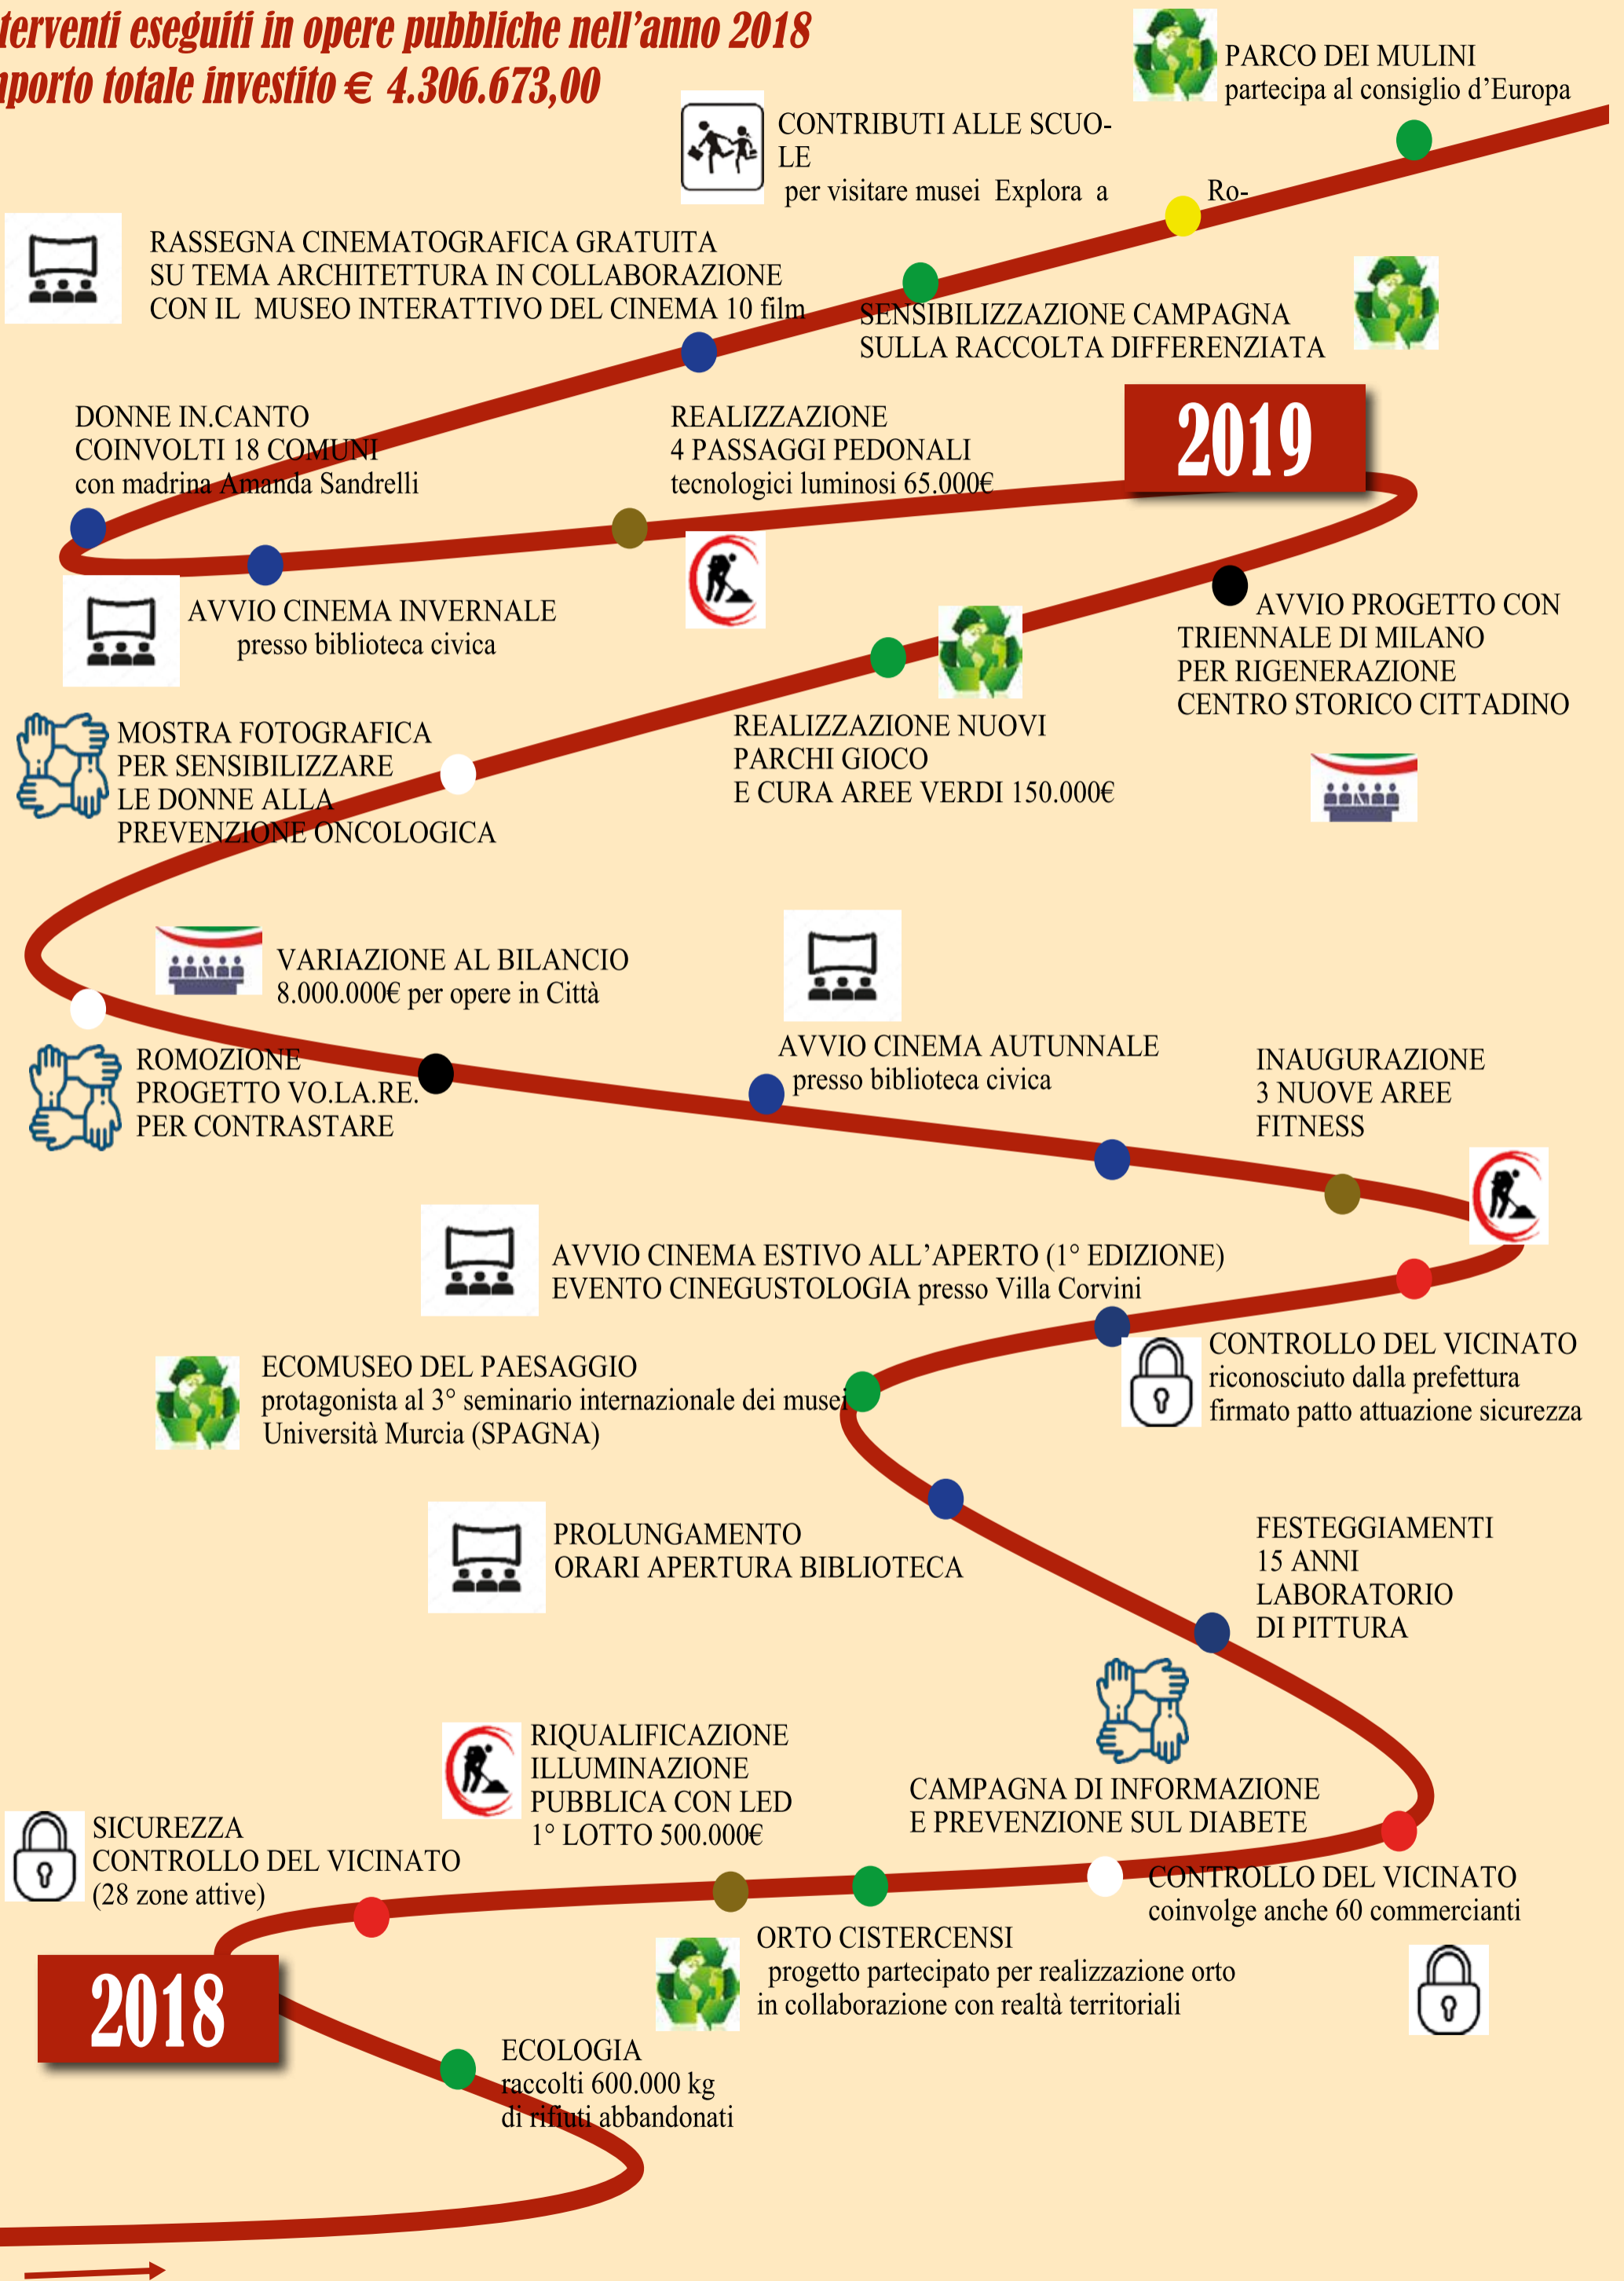 terventi eseguiti in opere pubbliche nell'anno 2018
porto totale investito € 4.306.673,00
PARCO DEI MULINI
partecipa al consiglio d'Europa
CONTRIBUTI ALLE SCUO-
LE
per visitare musei Explora a Ro-
RASSEGNA CINEMATOGRAFICA GRATUITA
SU TEMA ARCHITETTURA IN COLLABORAZIONE
CON IL MUSEO INTERATTIVO DEL CINEMA 10 film
SENSIBILIZZAZIONE CAMPAGNA
SULLA RACCOLTA DIFFERENZIATA
DONNE IN.CANTO
COINVOLTI 18 COMUNI
con madrina Amanda Sandrelli
REALIZZAZIONE
4 PASSAGGI PEDONALI
tecnologici luminosi 65.000€
2019
AVVIO CINEMA INVERNALE
presso biblioteca civica
AVVIO PROGETTO CON
TRIENNALE DI MILANO
PER RIGENERAZIONE
CENTRO STORICO CITTADINO
MOSTRA FOTOGRAFICA
PER SENSIBILIZZARE
LE DONNE ALLA
PREVENZIONE ONCOLOGICA
REALIZZAZIONE NUOVI
PARCHI GIOCO
E CURA AREE VERDI 150.000€
VARIAZIONE AL BILANCIO
8.000.000€ per opere in Città
ROMOZIONE
PROGETTO VO.LA.RE.
PER CONTRASTARE
AVVIO CINEMA AUTUNNALE
presso biblioteca civica
INAUGURAZIONE
3 NUOVE AREE
FITNESS
AVVIO CINEMA ESTIVO ALL'APERTO (1° EDIZIONE)
EVENTO CINEGUSTOLOGIA presso Villa Corvini
CONTROLLO DEL VICINATO
riconosciuto dalla prefettura
firmato patto attuazione sicurezza
ECOMUSEO DEL PAESAGGIO
protagonista al 3° seminario internazionale dei musei
Università Murcia (SPAGNA)
PROLUNGAMENTO
ORARI APERTURA BIBLIOTECA
FESTEGGIAMENTI
15 ANNI
LABORATORIO
DI PITTURA
RIQUALIFICAZIONE
ILLUMINAZIONE
PUBBLICA CON LED
1° LOTTO 500.000€
CAMPAGNA DI INFORMAZIONE
E PREVENZIONE SUL DIABETE
SICUREZZA
CONTROLLO DEL VICINATO
(28 zone attive)
CONTROLLO DEL VICINATO
coinvolge anche 60 commercianti
ORTO CISTERCENSI
progetto partecipato per realizzazione orto
in collaborazione con realtà territoriali
2018
ECOLOGIA
raccolti 600.000 kg
di rifiuti abbandonati